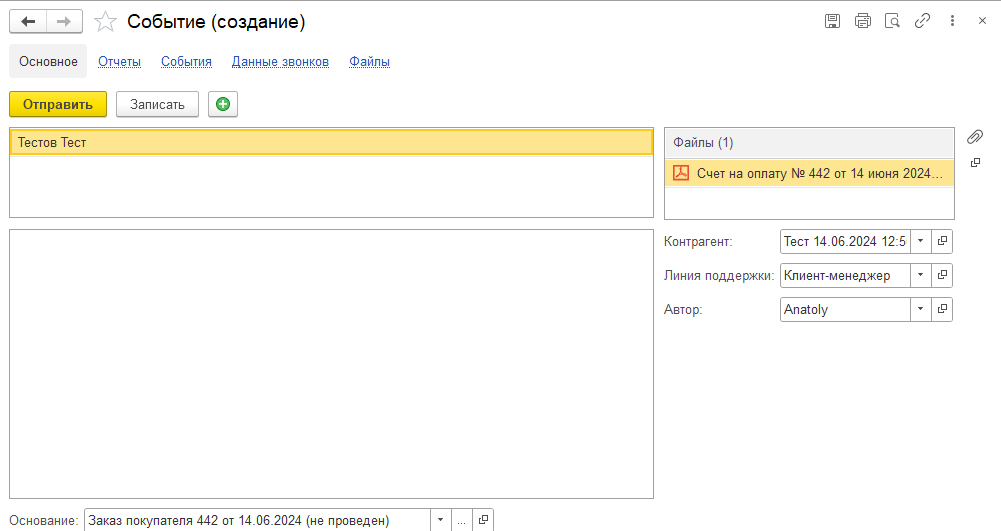 Событие (создание)
Основное Отчеты События Данные звонков Файлы
Отправить Записать
Тестов Тест
Файлы (1)
Счет на оплату № 442 от 14 июня 2024...
Контрагент: Тест 14.06.2024 12:5
Линия поддержки: Клиент-менеджер
Автор: Anatoly
Основание: Заказ покупателя 442 от 14.06.2024 (не проведен) ...